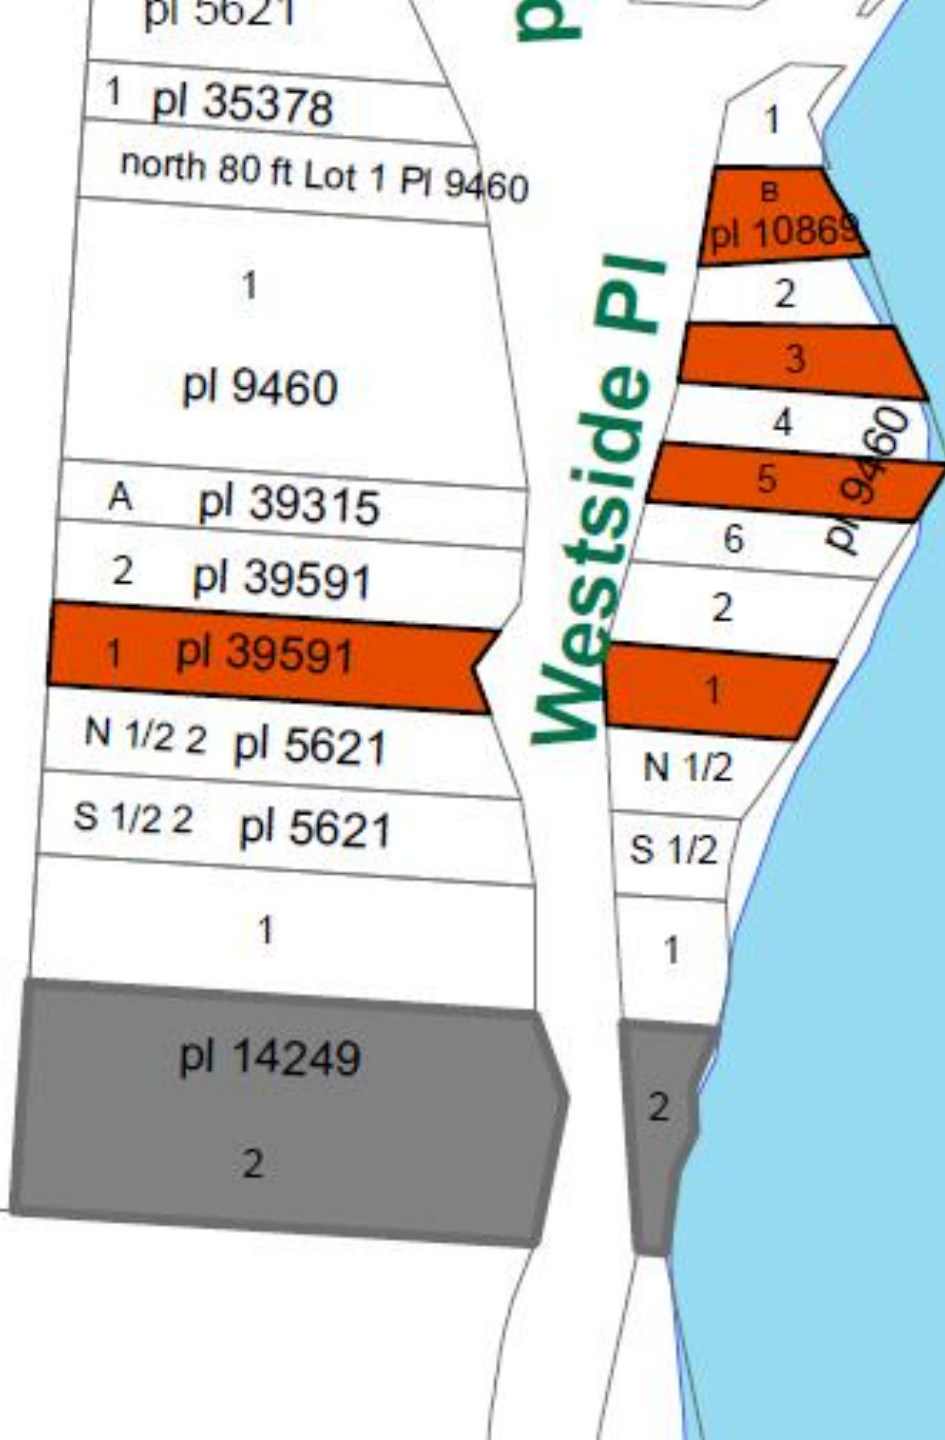 pl 5621
p
1 pl 35378
north 80 ft Lot 1 Pl 9460
1
pl 9460
A pl 39315
2 pl 39591
1 pl 39591
N 1/2 2 pl 5621
S 1/2 2 pl 5621
1
pl 14249
2
Westside Pl
1
B
pl 10869
2
3
4
5
pl 9460
6
2
1
N 1/2
S 1/2
1
2